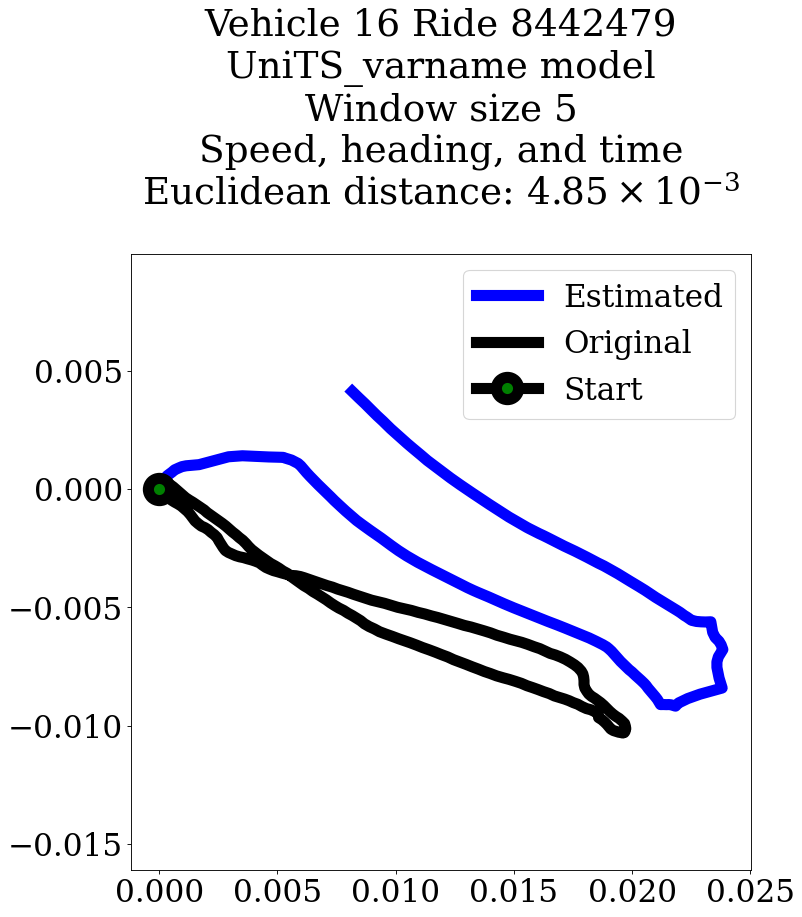 Vehicle 16 Ride 8442479
UniTS_varname model
Window size 5
Speed, heading, and time
Euclidean distance: 4.85 × 10⁻³
Estimated
Original
Start
0.005
0.000
−0.005
−0.010
−0.015
0.000 0.005 0.010 0.015 0.020 0.025